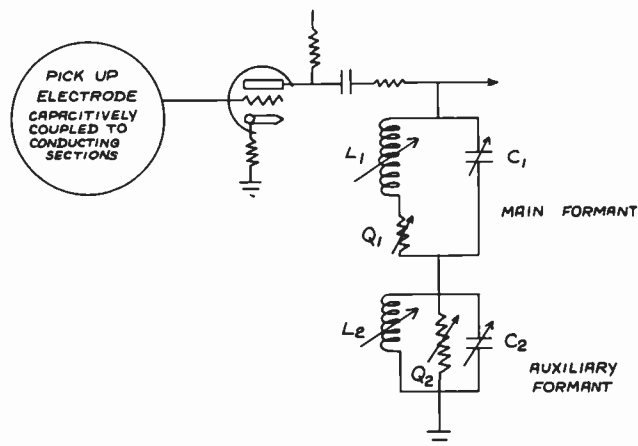 PICK UP
ELECTRODE
CAPACITIVELY
COUPLED TO
CONDUCTING
SECTIONS
L1
C1
Q1
MAIN FORMANT
L2
Q2
C2
AUXILIARY
FORMANT